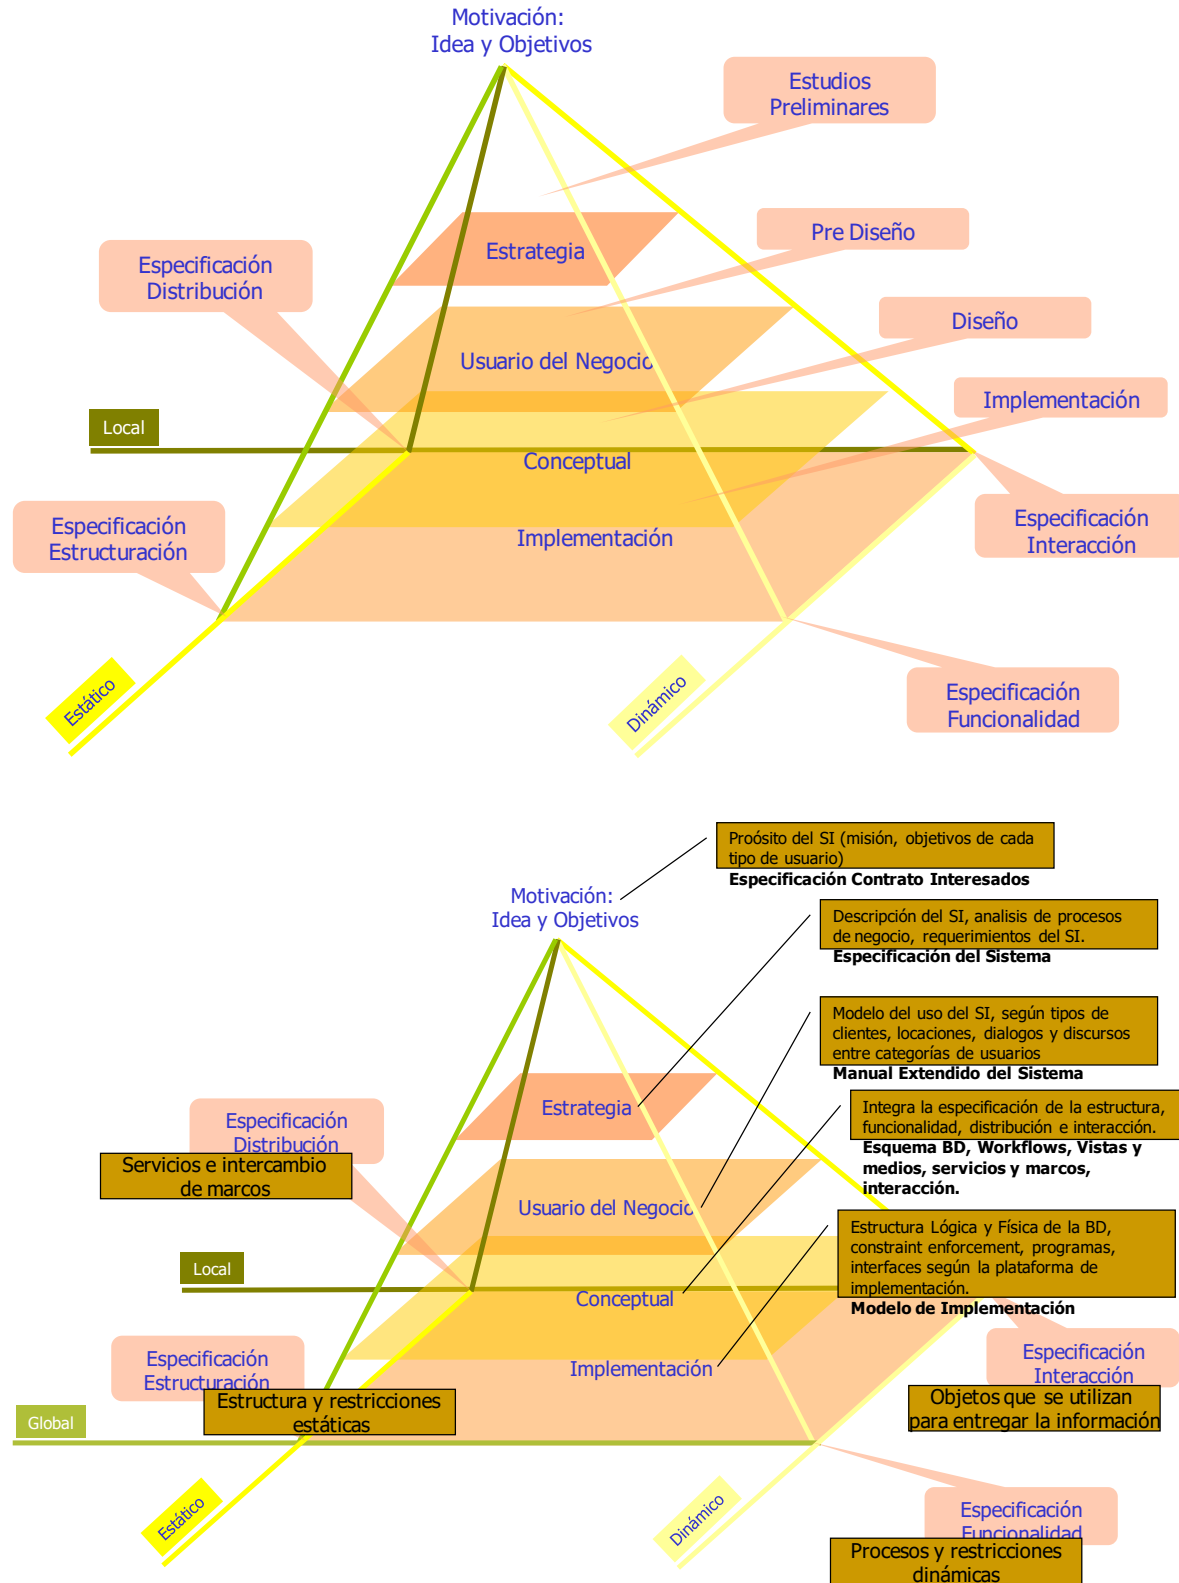 Motivación:
Idea y Objetivos
Estudios
Preliminares
Pre Diseño
Estrategia
Especificación
Distribución
Diseño
Usuario del Negocio
Implementación
Local
Conceptual
Especificación
Estructuración
Especificación
Interacción
Implementación
Estático
Dinámico
Especificación
Funcionalidad
Proósito del SI (misión, objetivos de cada
tipo de usuario)
Especificación Contrato Interesados
Motivación:
Idea y Objetivos
Descripción del SI, analisis de procesos
de negocio, requerimientos del SI.
Especificación del Sistema
Modelo del uso del SI, según tipos de
clientes, locaciones, dialogos y discursos
entre categorías de usuarios
Manual Extendido del Sistema
Estrategia
Integra la especificación de la estructura,
funcionalidad, distribución e interacción.
Esquema BD, Workflows, Vistas y
medios, servicios y marcos,
interacción.
Especificación
Distribución
Servicios e intercambio
de marcos
Usuario del Negocio
Estructura Lógica y Física de la BD,
constraint enforcement, programas,
interfaces según la plataforma de
implementación.
Modelo de Implementación
Local
Conceptual
Especificación
Estructuración
Estructura y restricciones
estáticas
Implementación
Especificación
Interacción
Objetos que se utilizan
para entregar la información
Global
Estático
Dinámico
Especificación
Funcionalidad
Procesos y restricciones
dinámicas